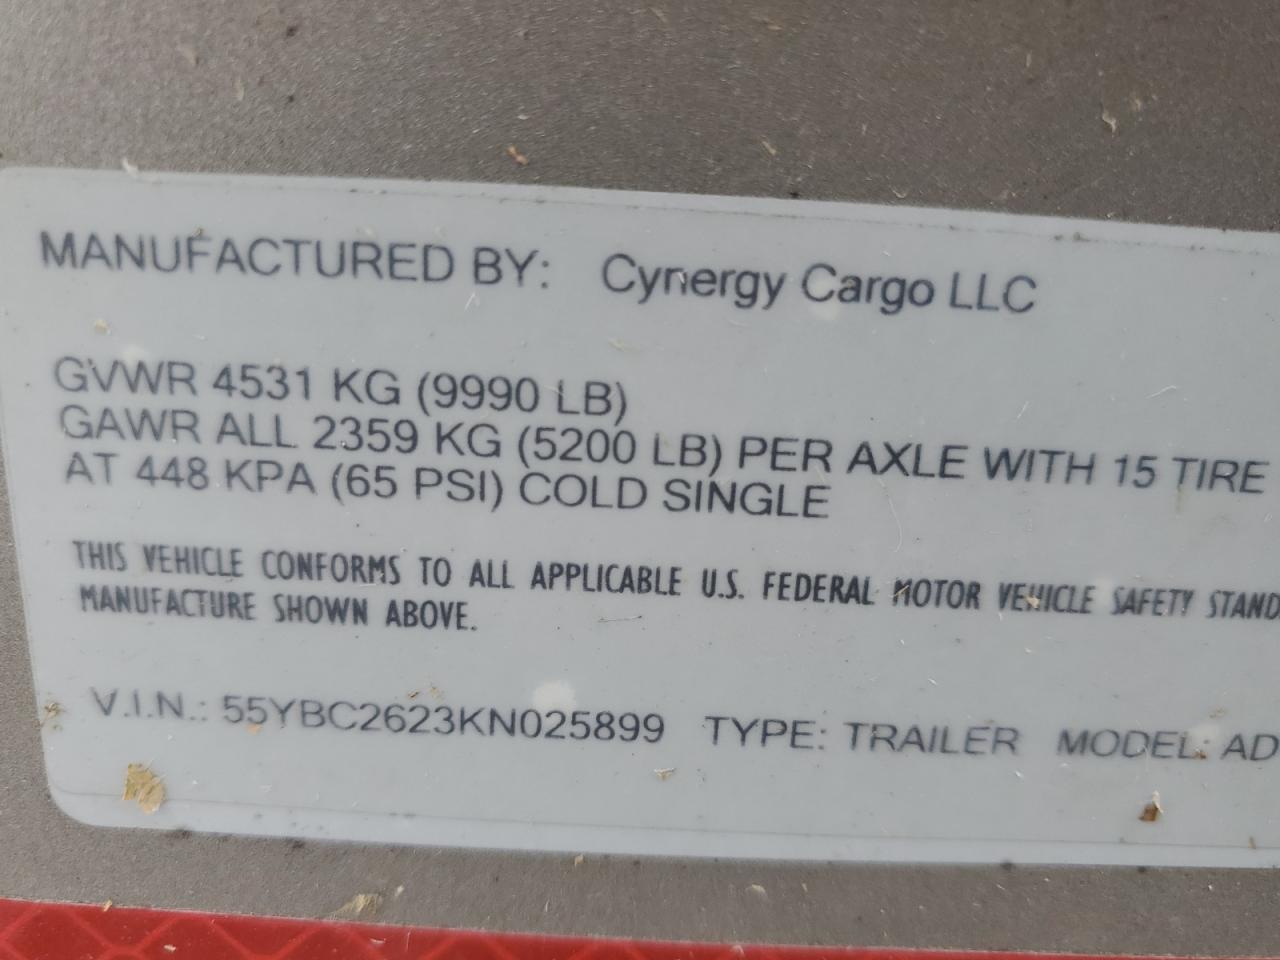 MANUFACTURED BY: Cynergy Cargo LLC
GVWR 4531 KG (9990 LB)
GAWR ALL 2359 KG (5200 LB) PER AXLE WITH 15 TIRE
AT 448 KPA (65 PSI) COLD SINGLE
THIS VEHICLE CONFORMS TO ALL APPLICABLE U.S. FEDERAL MOTOR VEHICLE SAFETY STAND
MANUFACTURE SHOWN ABOVE.
V.I.N.: 55YBC2623KN025899 TYPE: TRAILER MODEL: AD